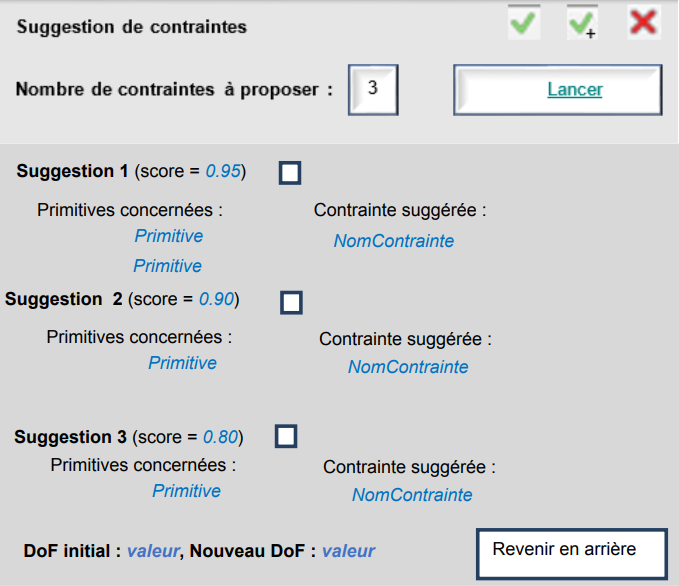 Suggestion de contraintes
Nombre de contraintes à proposer : 3 Lancer
Suggestion 1 (score = 0.95)
Primitives concernées : Contrainte suggérée :
Primitive NomContrainte
Primitive
Suggestion 2 (score = 0.90)
Primitives concernées : Contrainte suggérée :
Primitive NomContrainte
Suggestion 3 (score = 0.80)
Primitives concernées : Contrainte suggérée :
Primitive NomContrainte
DoF initial : valeur, Nouveau DoF : valeur Revenir en arrière